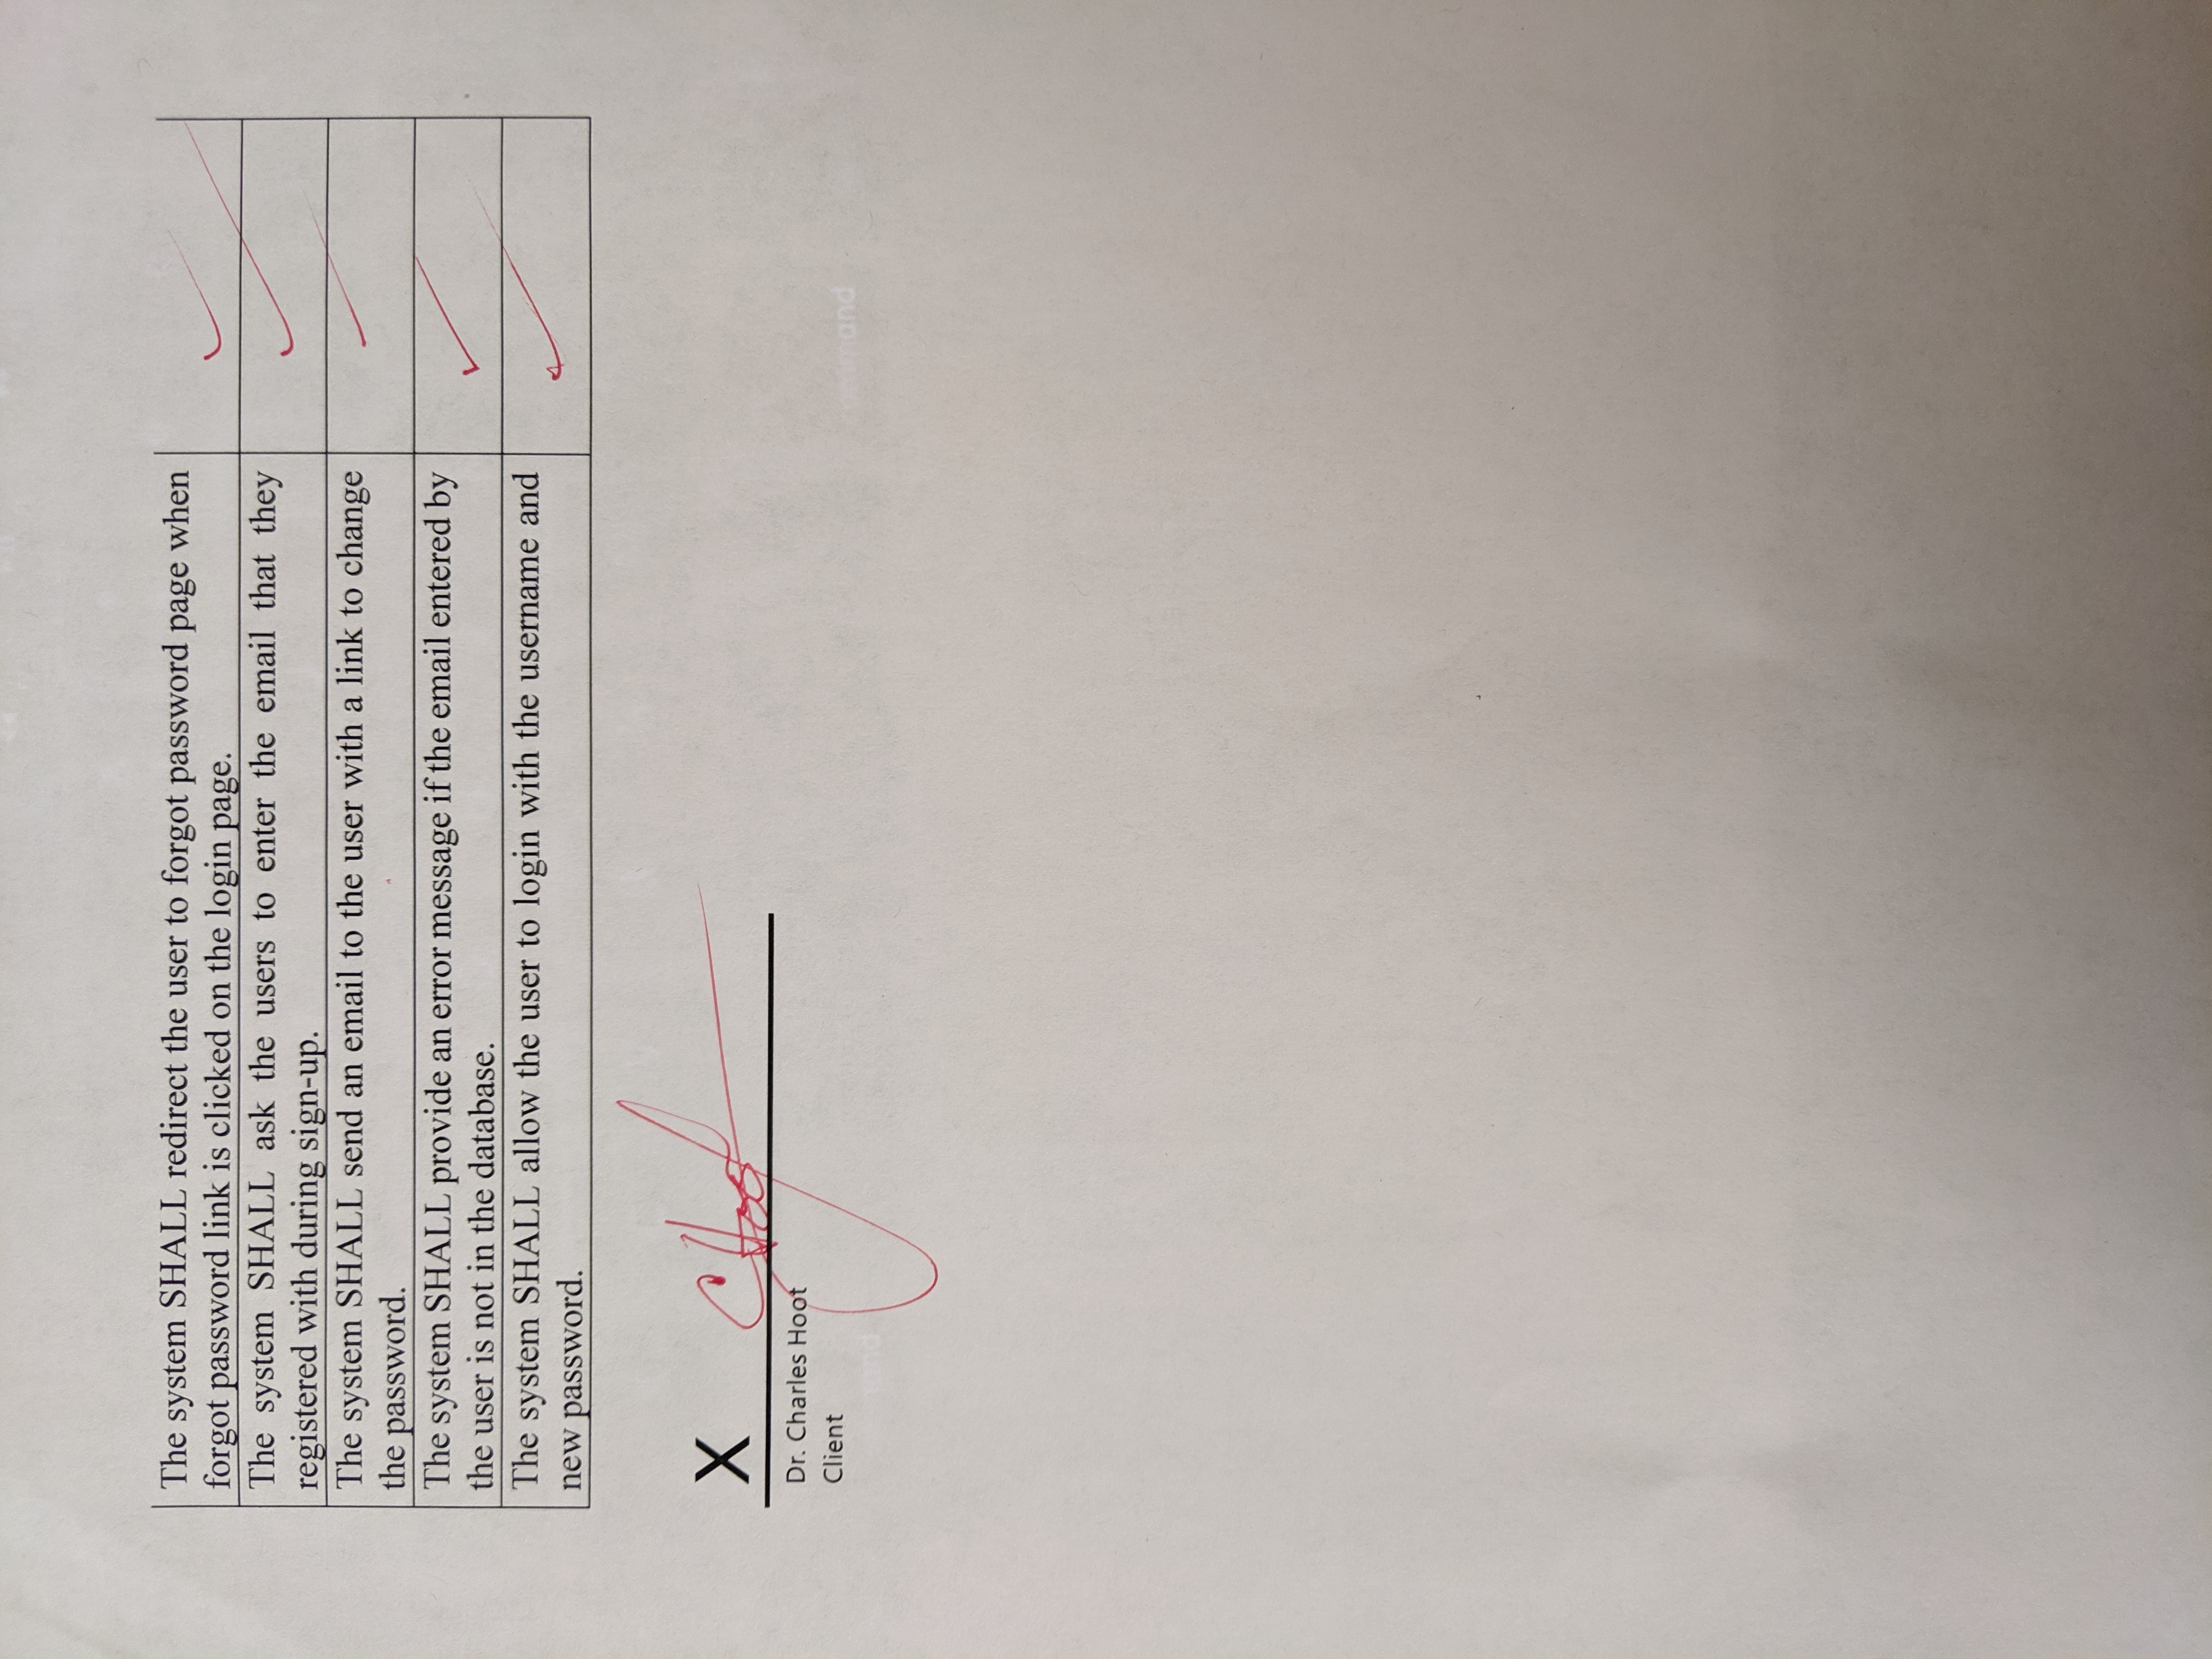 The system SHALL redirect the user to forgot password page when
forgot password link is clicked on the login page.
The system SHALL ask the users to enter the email that they
registered with during sign-up.
The system SHALL send an email to the user with a link to change
the password.
The system SHALL provide an error message if the email entered by
the user is not in the database.
The system SHALL allow the user to login with the username and
new password.
X CHoot
Dr. Charles Hoot
Client